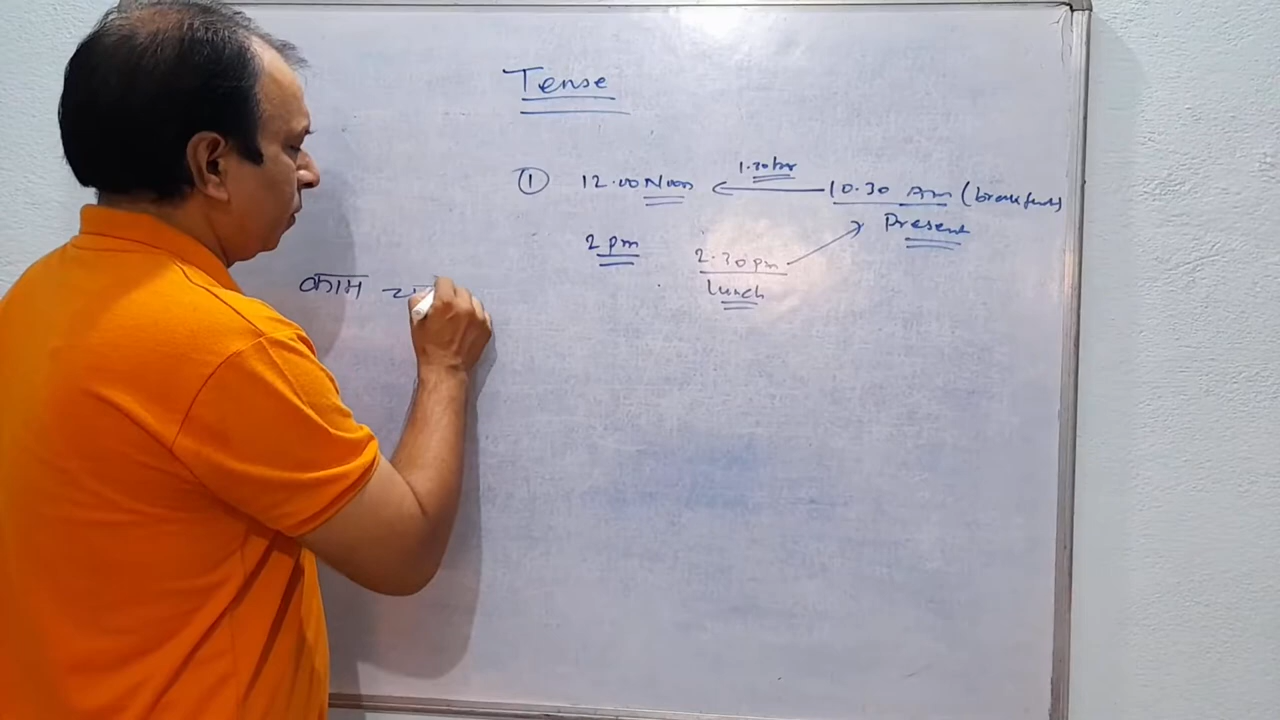 Tense
① 12.00 Noon 1.30 hr 10.30 Am (breakfast)
Present
2 pm 2.30 pm
lunch
काम